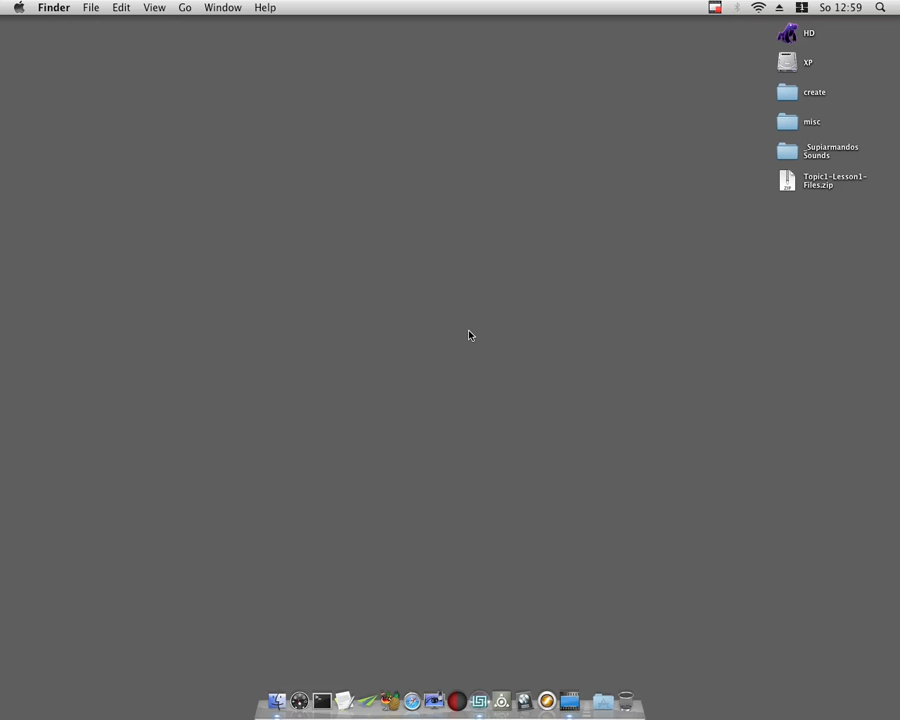 Finder File Edit View Go Window Help So 12:59
HD
XP
create
misc
_Supiarmandos
Sounds
Topic1-Lesson1-
Files.zip
ZIP